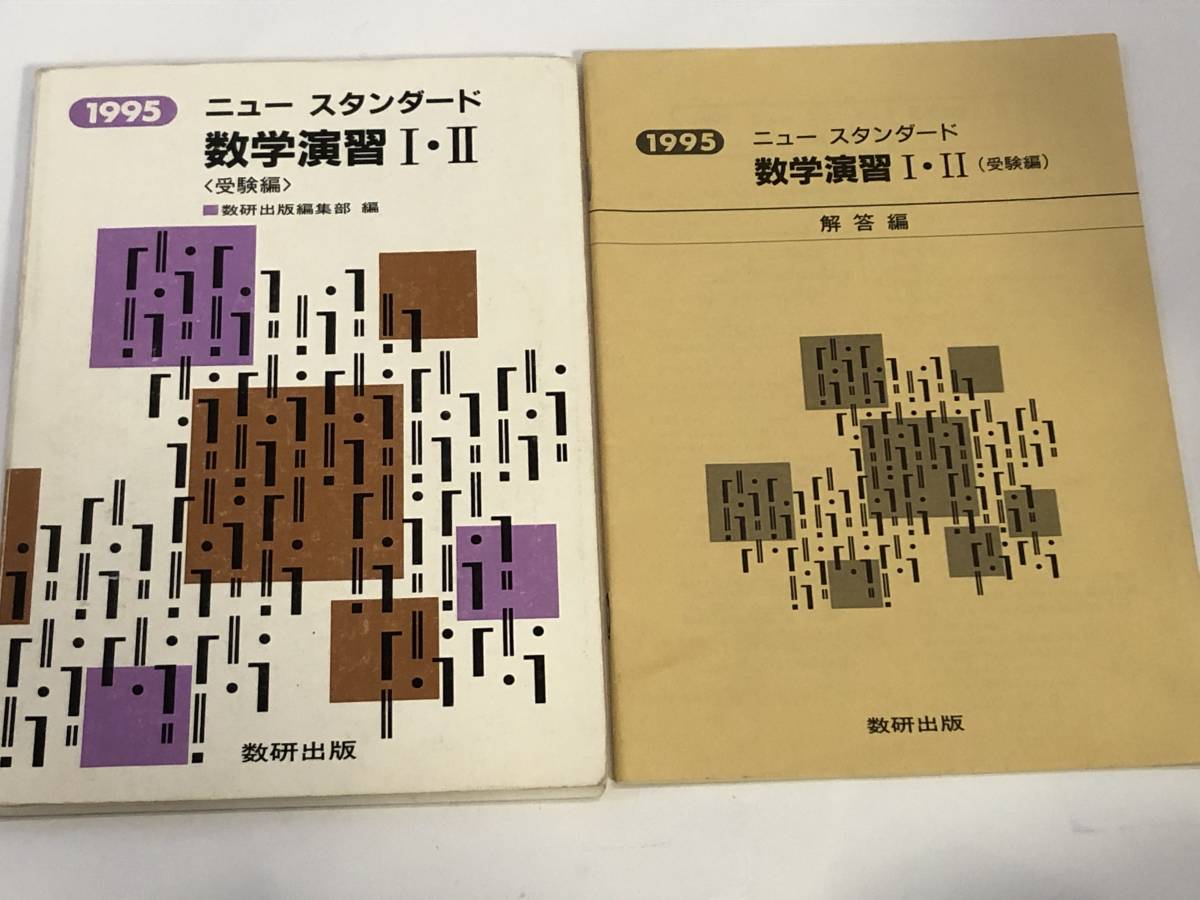 1995
ニュー スタンダード
数学演習 I・II
〈受験編〉
■数研出版編集部 編
数研出版
1995
ニュー スタンダード
数学演習 I・II（受験編）
解答編
数研出版